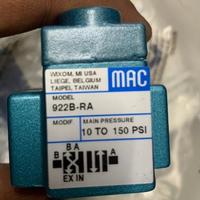 WIXOM, MI USA
LIEGE, BELGIUM
TAIPEI, TAIWAN
MAC
MODEL
922B-RA
MODIF
MAIN PRESSURE
10 TO 150 PSI
B A
B
A
EX IN